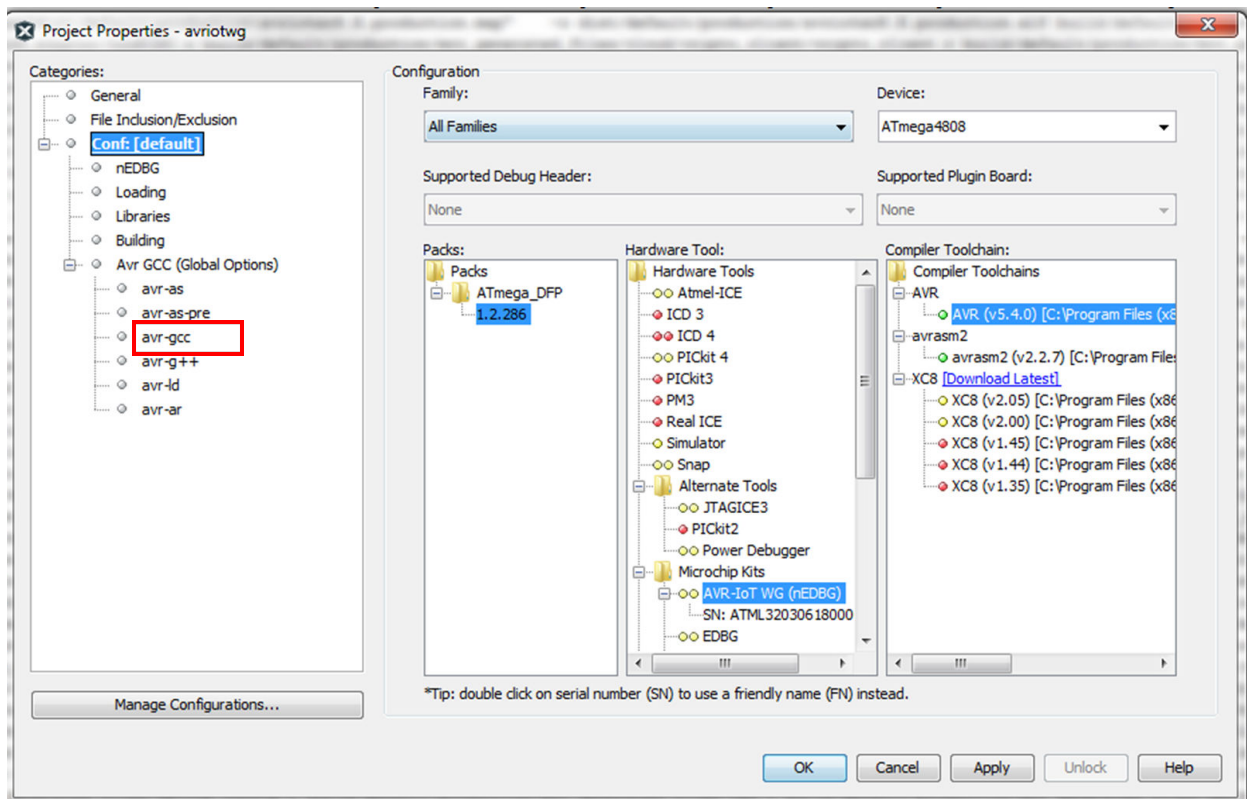 Project Properties - avriotwg
Categories:
General
File Inclusion/Exclusion
Conf: [default]
nEDBG
Loading
Libraries
Building
Avr GCC (Global Options)
avr-as
avr-as-pre
avr-gcc
avr-g++
avr-ld
avr-ar
Manage Configurations...
Configuration
Family:
All Families
Device:
ATmega4808
Supported Debug Header:
None
Supported Plugin Board:
None
Packs:
Packs
ATmega_DFP
1.2.286
Hardware Tool:
Hardware Tools
Atmel-ICE
ICD 3
ICD 4
PICkit 4
PICkit3
PM3
Real ICE
Simulator
Snap
Alternate Tools
JTAGICE3
PICkit2
Power Debugger
Microchip Kits
AVR-IoT WG (nEDBG)
SN: ATML32030618000
EDBG
Compiler Toolchain:
Compiler Toolchains
AVR
AVR (v5.4.0) [C:\Program Files (x8
avrasm2
avrasm2 (v2.2.7) [C:\Program Files
XC8 [Download Latest]
XC8 (v2.05) [C:\Program Files (x86
XC8 (v2.00) [C:\Program Files (x86
XC8 (v1.45) [C:\Program Files (x86
XC8 (v1.44) [C:\Program Files (x86
XC8 (v1.35) [C:\Program Files (x86
*Tip: double click on serial number (SN) to use a friendly name (FN) instead.
OK Cancel Apply Unlock Help